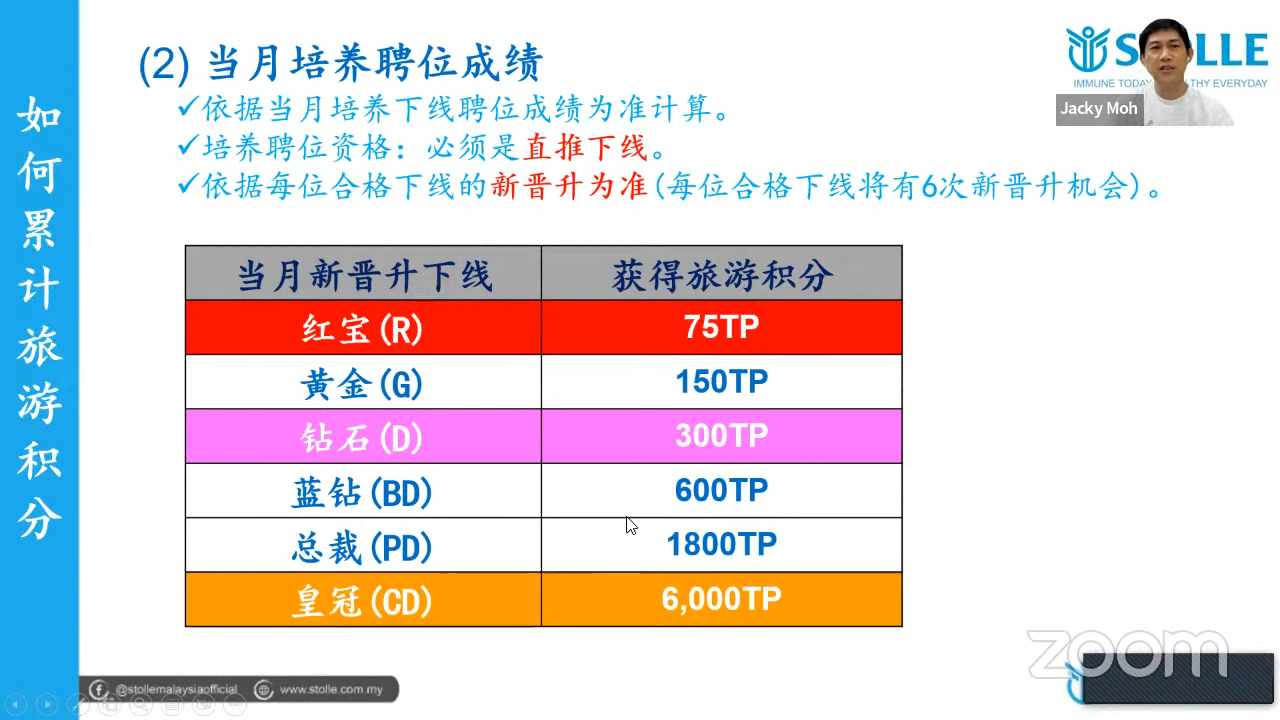 如何累计旅游积分
(2) 当月培养聘位成绩
✓依据当月培养下线聘位成绩为准计算。
✓培养聘位资格：必须是直推下线。
✓依据每位合格下线的新晋升为准(每位合格下线将有6次新晋升机会)。
当月新晋升下线 获得旅游积分
红宝(R) 75TP
黄金(G) 150TP
钻石(D) 300TP
蓝钻(BD) 600TP
总裁(PD) 1800TP
皇冠(CD) 6,000TP
Jacky Moh
@stollemalaysiaofficial www.stolle.com.my
zoom